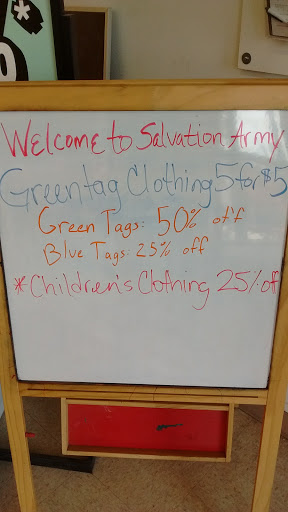 Welcome to Salvation Army
Greentag Clothing 5 for $5
Green Tags: 50% off
Blue Tags: 25% off
*Children's Clothing 25% of